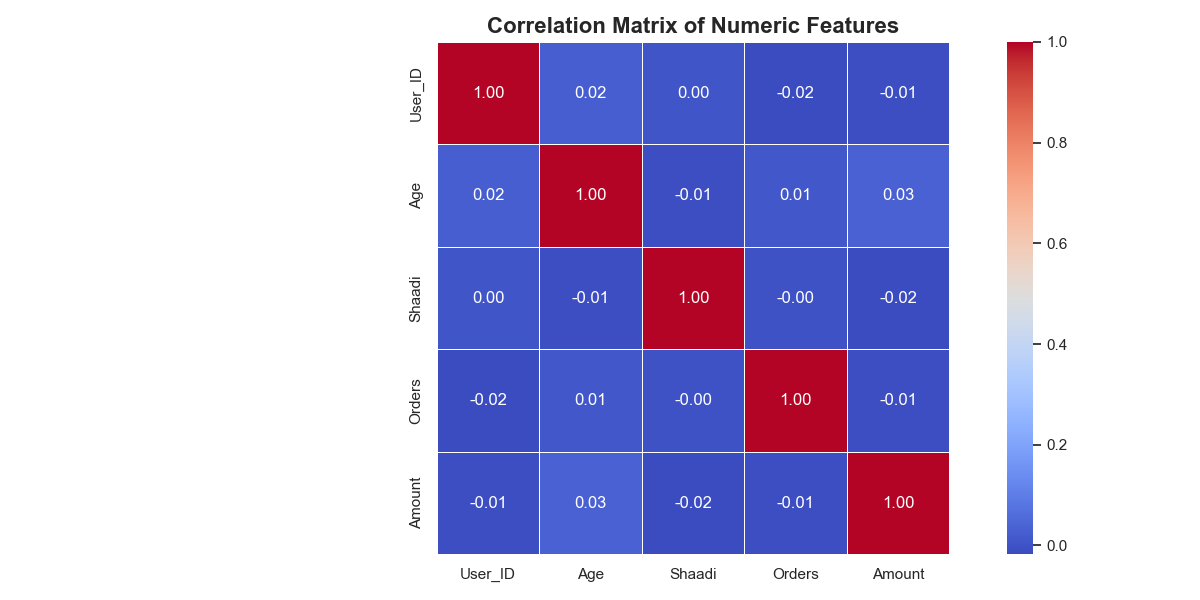 Correlation Matrix of Numeric Features
User_ID 1.00 0.02 0.00 -0.02 -0.01
Age 0.02 1.00 -0.01 0.01 0.03
Shaadi 0.00 -0.01 1.00 -0.00 -0.02
Orders -0.02 0.01 -0.00 1.00 -0.01
Amount -0.01 0.03 -0.02 -0.01 1.00
User_ID Age Shaadi Orders Amount
1.0
0.8
0.6
0.4
0.2
0.0